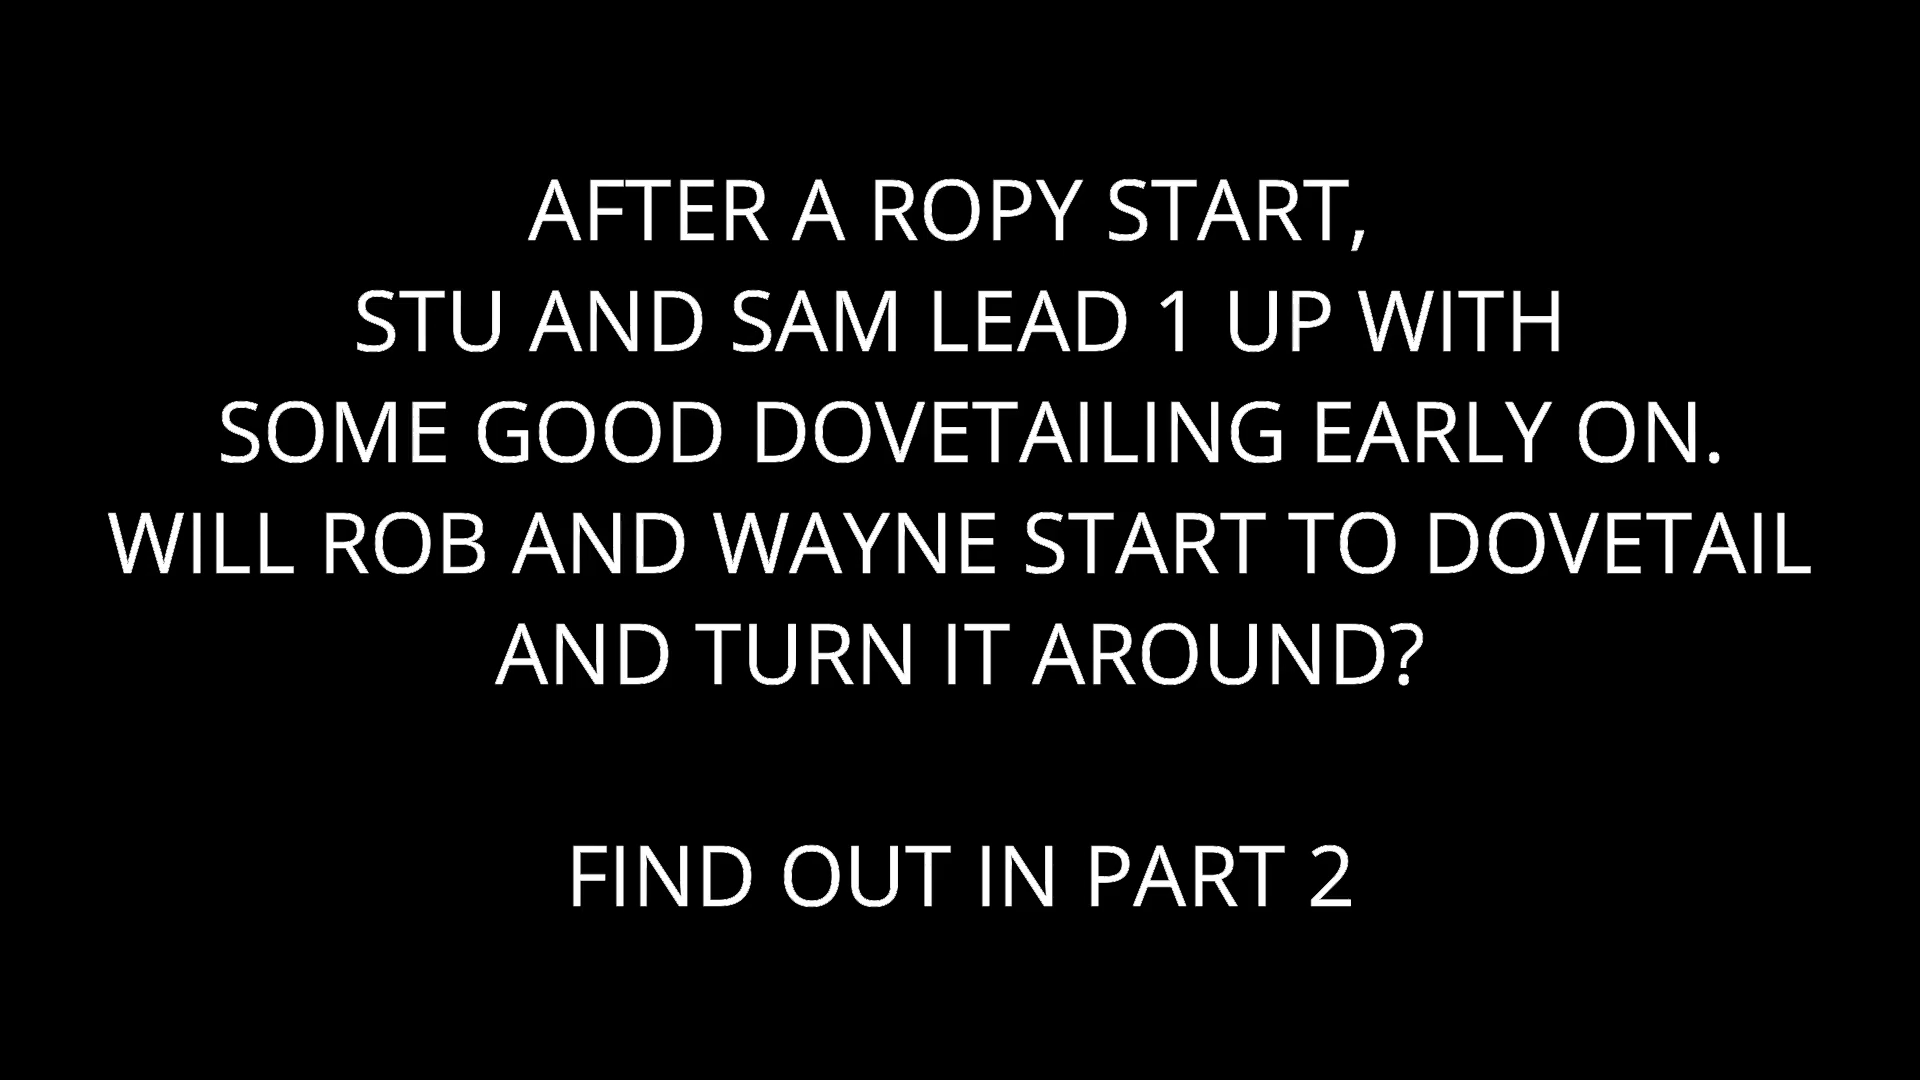 AFTER A ROPY START,
STU AND SAM LEAD 1 UP WITH
SOME GOOD DOVETAILING EARLY ON.
WILL ROB AND WAYNE START TO DOVETAIL
AND TURN IT AROUND?
FIND OUT IN PART 2